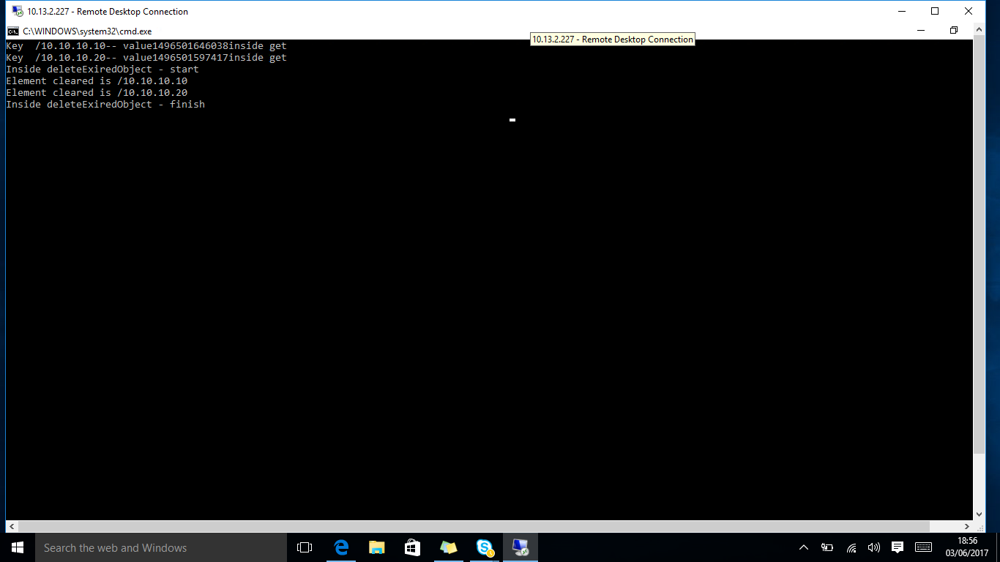 10.13.2.227 - Remote Desktop Connection
C:\WINDOWS\system32\cmd.exe
10.13.2.227 - Remote Desktop Connection
Key  /10.10.10.10-- value1496501646038inside get
Key  /10.10.10.20-- value1496501597417inside get
Inside deleteExiredObject - start
Element cleared is /10.10.10.10
Element cleared is /10.10.10.20
Inside deleteExiredObject - finish
Search the web and Windows
18:56
03/06/2017